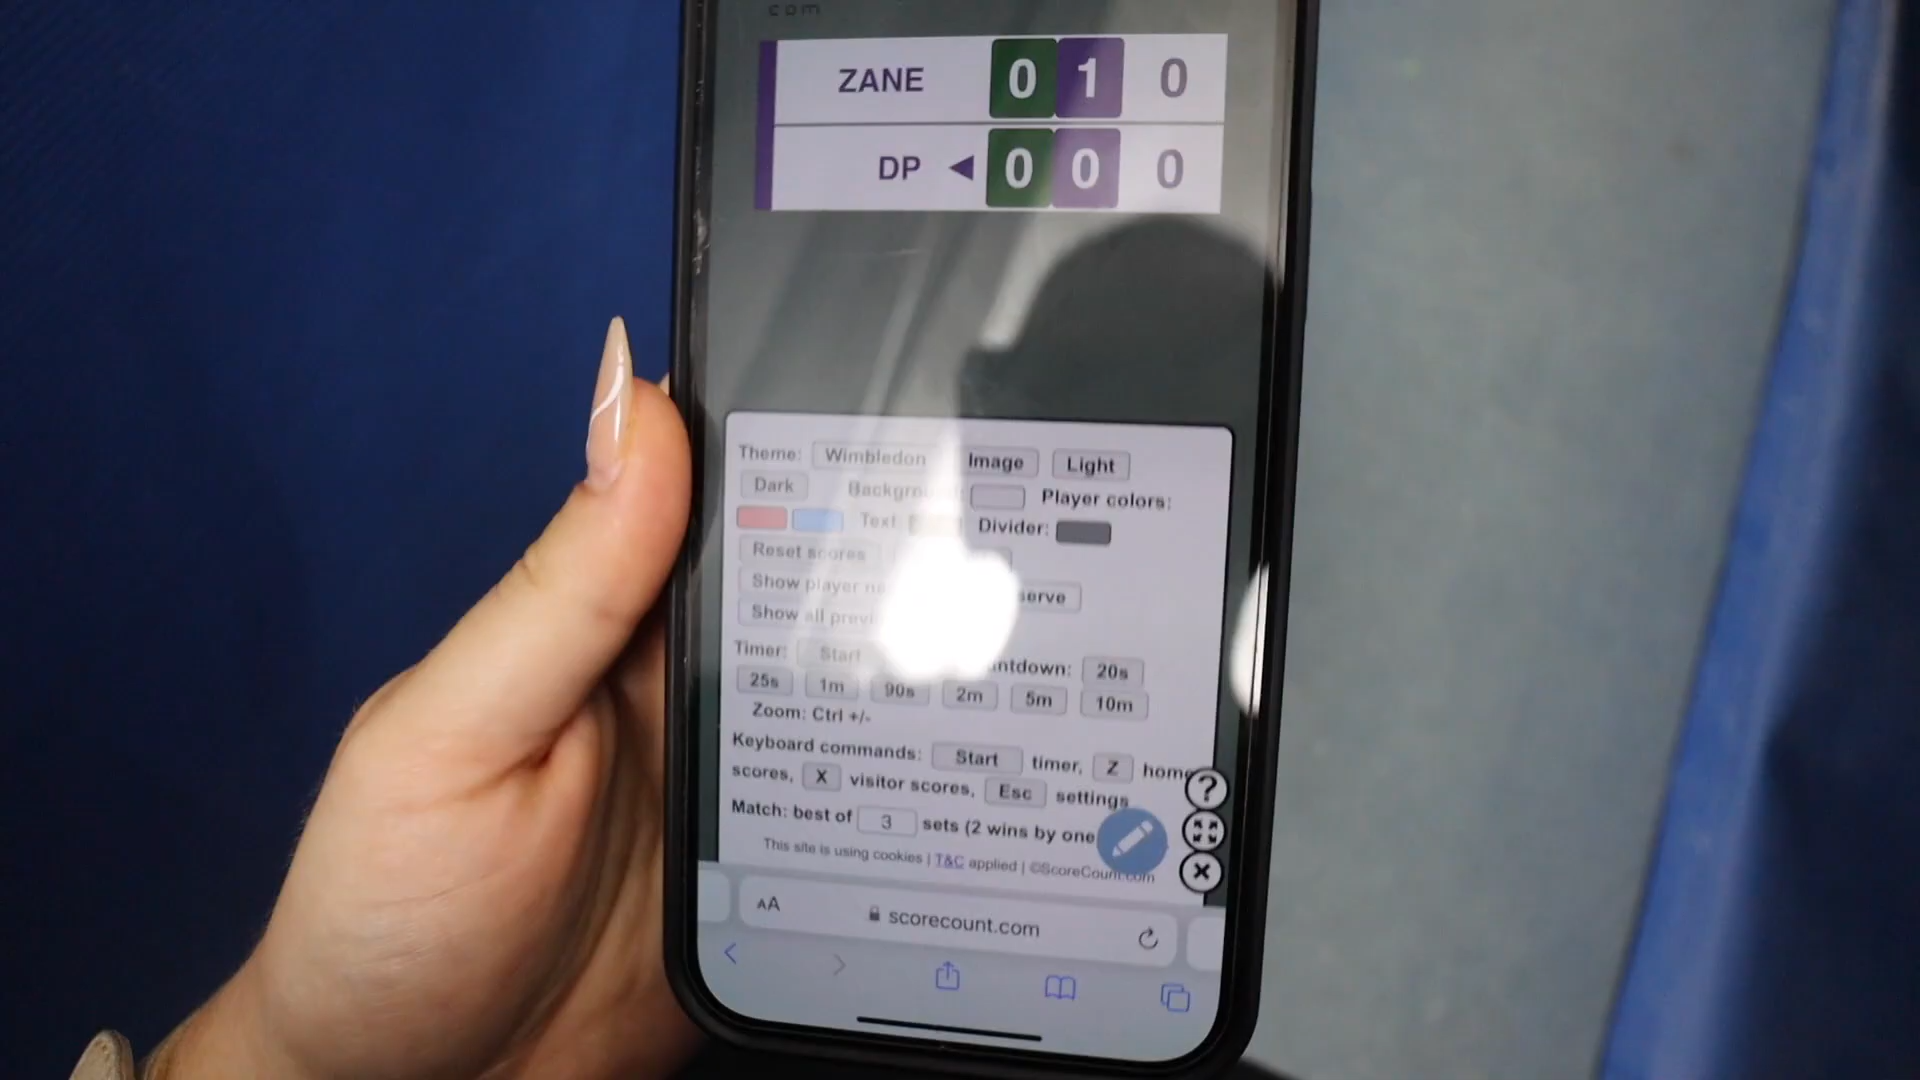 com
ZANE 0 1 0
DP ◀ 0 0 0
Theme: Wimbledon Image Light
Dark Player colors:
Text Divider:
Reset scores
Show player serve
Show all
Timer: Start 20s
25s 1m 90s 2m 5m 10m
Zoom: Ctrl +/-
Keyboard commands: Start timer, Z home
scores, X visitor scores, Esc settings
Match: best of 3 sets (2 wins by one
This site is using cookies | T&C applied | ©ScoreCount.com
AA scorecount.com